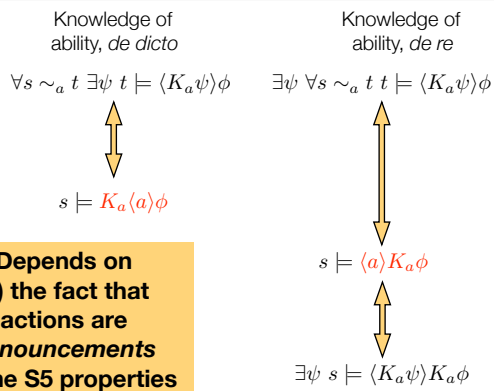 Knowledge of
ability, de dicto
∀s ∼ₐ t ∃ψ t ⊨ ⟨Kₐψ⟩ϕ
s ⊨ Kₐ⟨a⟩ϕ
Depends on
) the fact that
actions are
nouncements
ne S5 properties
Knowledge of
ability, de re
∃ψ ∀s ∼ₐ t t ⊨ ⟨Kₐψ⟩ϕ
s ⊨ ⟨a⟩Kₐϕ
∃ψ s ⊨ ⟨Kₐψ⟩Kₐϕ